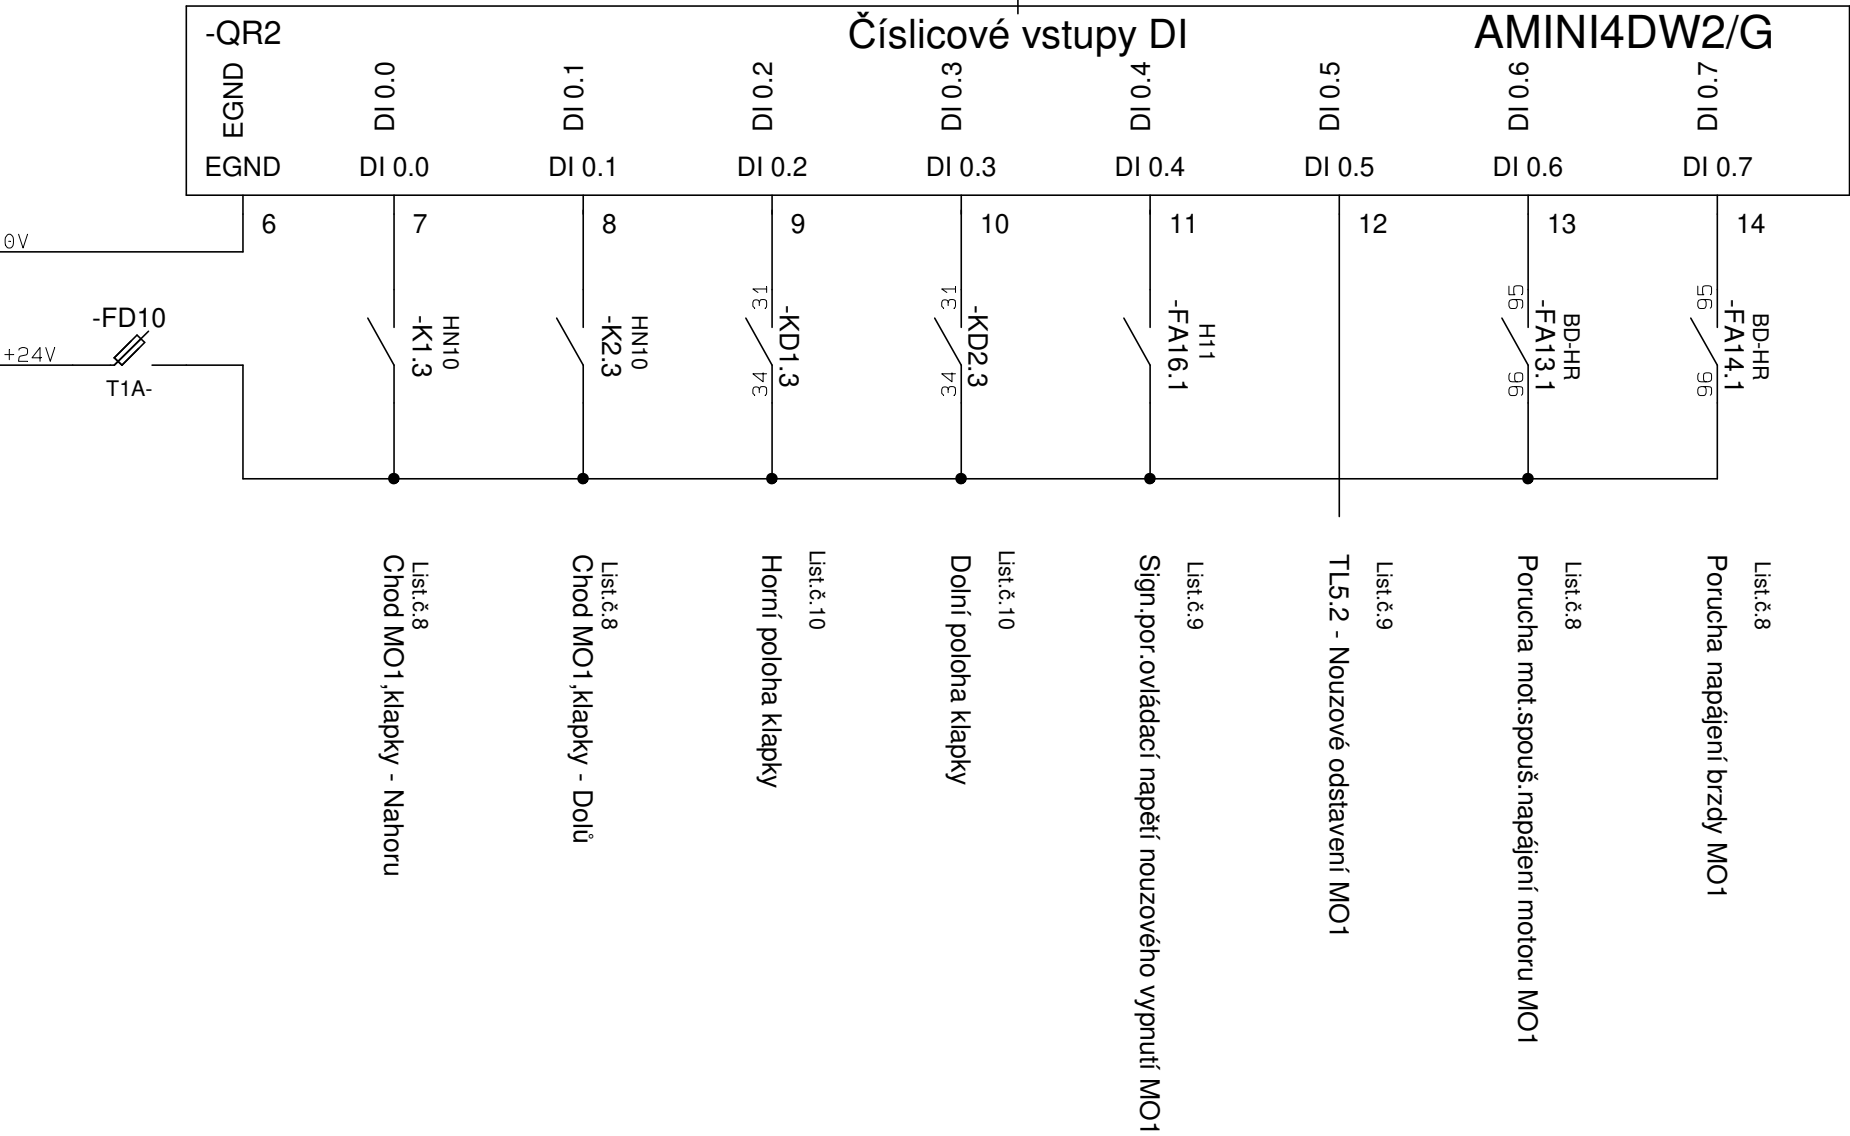 -QR2
Číslicové vstupy DI
AMINI4DW2/G
EGND
DI 0.0
DI 0.1
DI 0.2
DI 0.3
DI 0.4
DI 0.5
DI 0.6
DI 0.7
EGND
DI 0.0
DI 0.1
DI 0.2
DI 0.3
DI 0.4
DI 0.5
DI 0.6
DI 0.7
6
7
8
9
10
11
12
13
14
0V
-FD10
+24V
T1A-
HN10
-K1.3
HN10
-K2.3
31
34
-KD1.3
31
34
-KD2.3
H11
-FA16.1
95
96
BD-HR
-FA13.1
95
96
BD-HR
-FA14.1
List.č.8
Chod MO1,klapky - Nahoru
List.č.8
Chod MO1,klapky - Dolů
List.č.10
Horní poloha klapky
List.č.10
Dolní poloha klapky
List.č.9
Sign.por.ovládací napětí nouzového vypnutí MO1
List.č.9
TL5.2 - Nouzové odstavení MO1
List.č.8
Porucha mot.spouš.napájení motoru MO1
List.č.8
Porucha napájení brzdy MO1